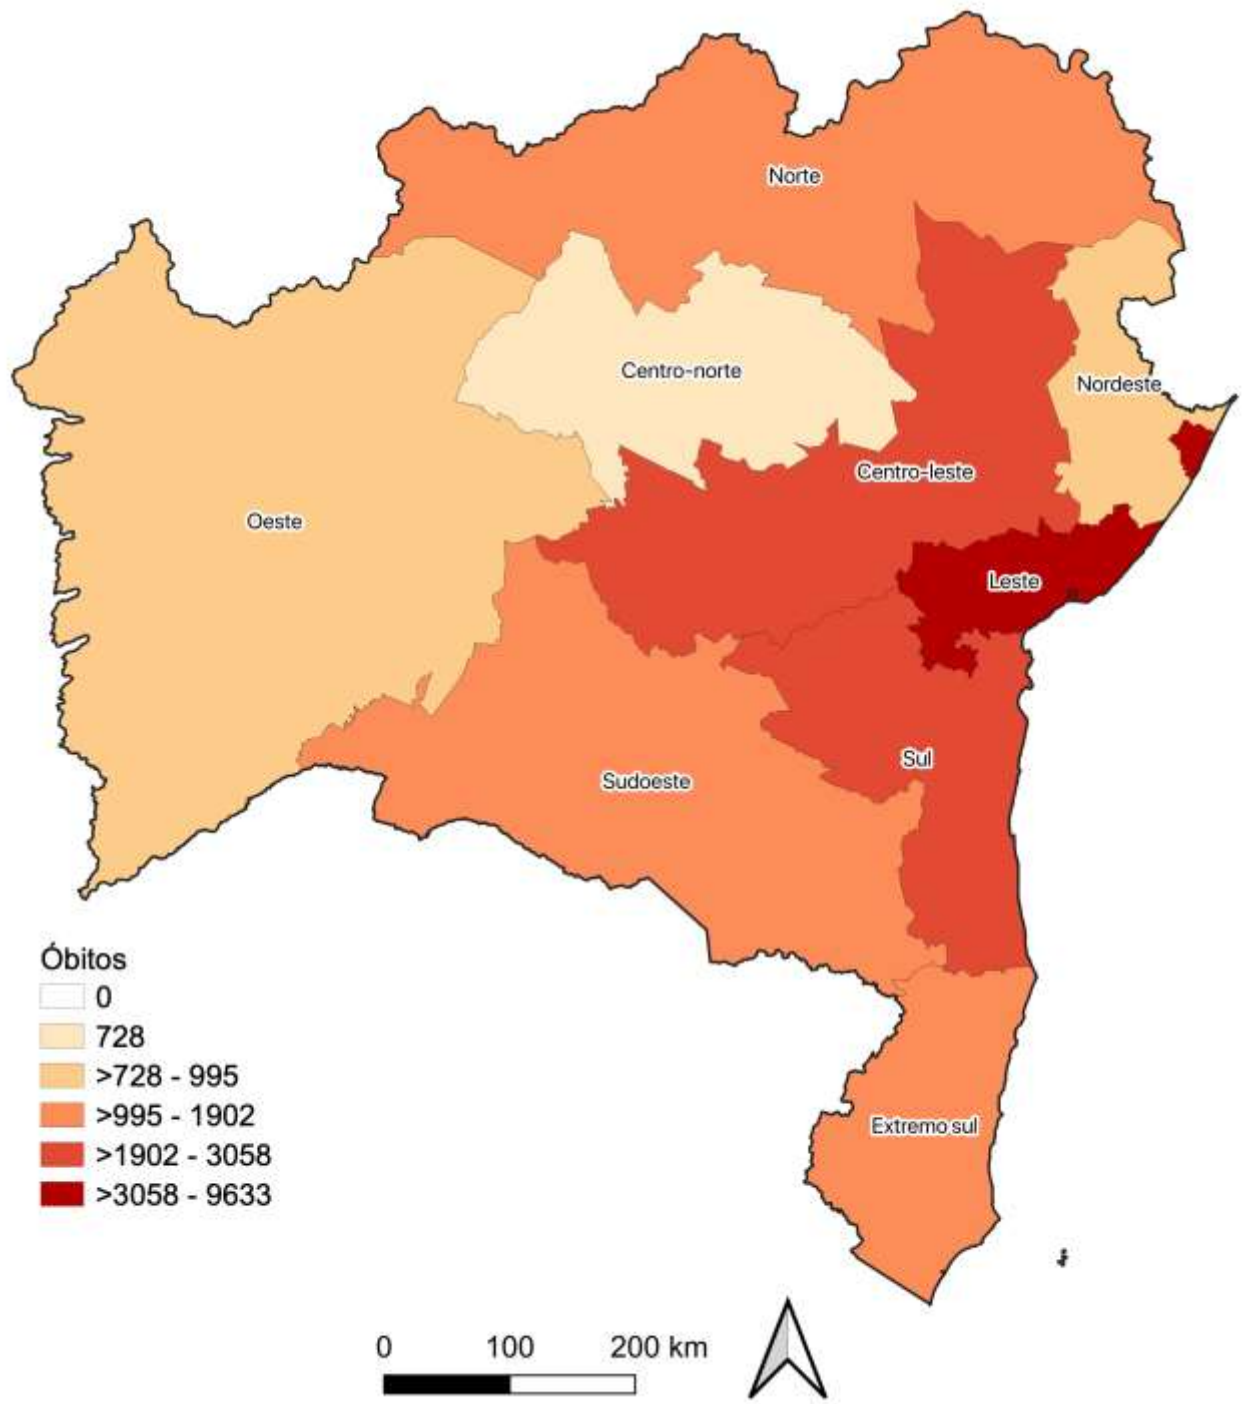 Norte
Centro-norte
Nordeste
Centro-leste
Oeste
Leste
Sul
Sudoeste
Extremo sul
Óbitos
0
728
>728 - 995
>995 - 1902
>1902 - 3058
>3058 - 9633
0 100 200 km